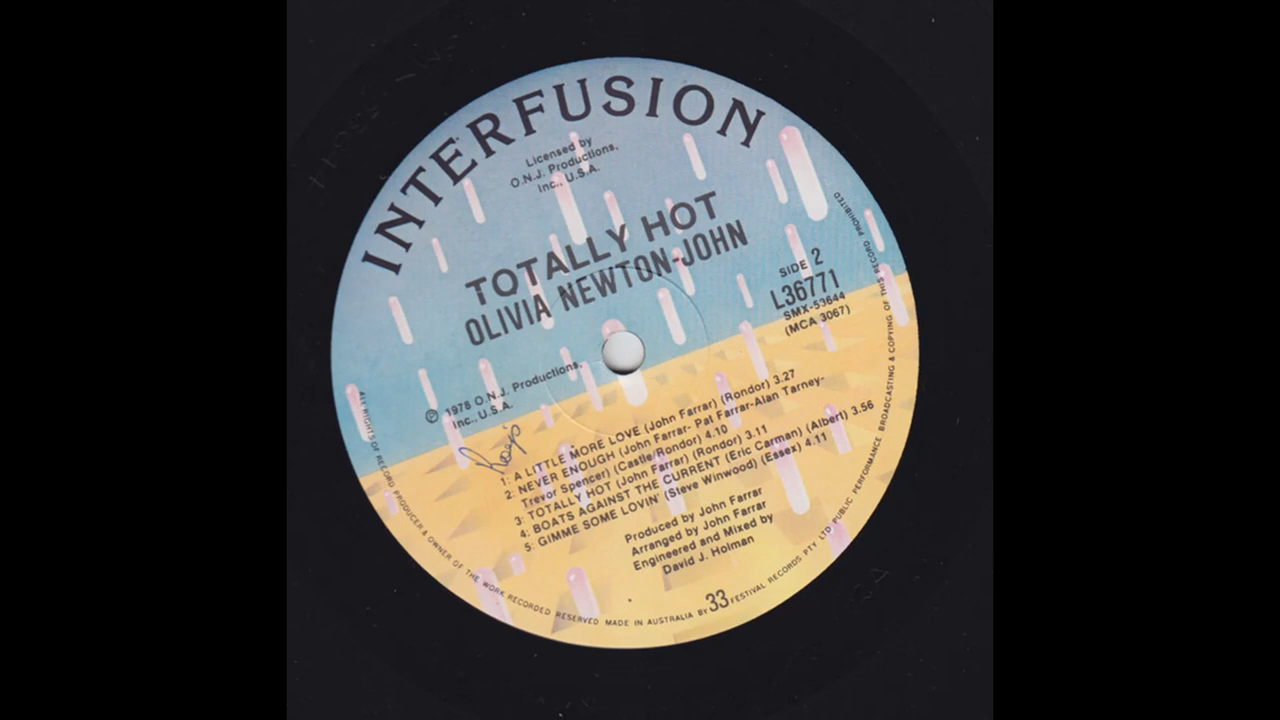 INTERFUSION
Licensed by
O.N.J. Productions,
Inc., U.S.A.
TOTALLY HOT
OLIVIA NEWTON-JOHN
SIDE 2
L36771
SMX-53644
(MCA 3067)
℗ 1978 O.N.J. Productions,
Inc., U.S.A.
1: A LITTLE MORE LOVE (John Farrar) (Rondor) 3.27
2: NEVER ENOUGH (John Farrar- Pat Farrar-Alan Tarney-
Trevor Spencer) (Castle/Rondor) 4.10
3: TOTALLY HOT (John Farrar) (Rondor) 3.11
4: BOATS AGAINST THE CURRENT (Eric Carman) (Albert) 3.56
5: GIMME SOME LOVIN' (Steve Winwood) (Essex) 4.11
Produced by John Farrar
Arranged by John Farrar
Engineered and Mixed by
David J. Holman
ALL RIGHTS OF RECORD PRODUCER & OWNER OF THE WORK RECORDED RESERVED MADE IN AUSTRALIA BY 33 FESTIVAL RECORDS PTY LTD PUBLIC PERFORMANCE BROADCASTING & COPYING OF THIS RECORD PROHIBITED